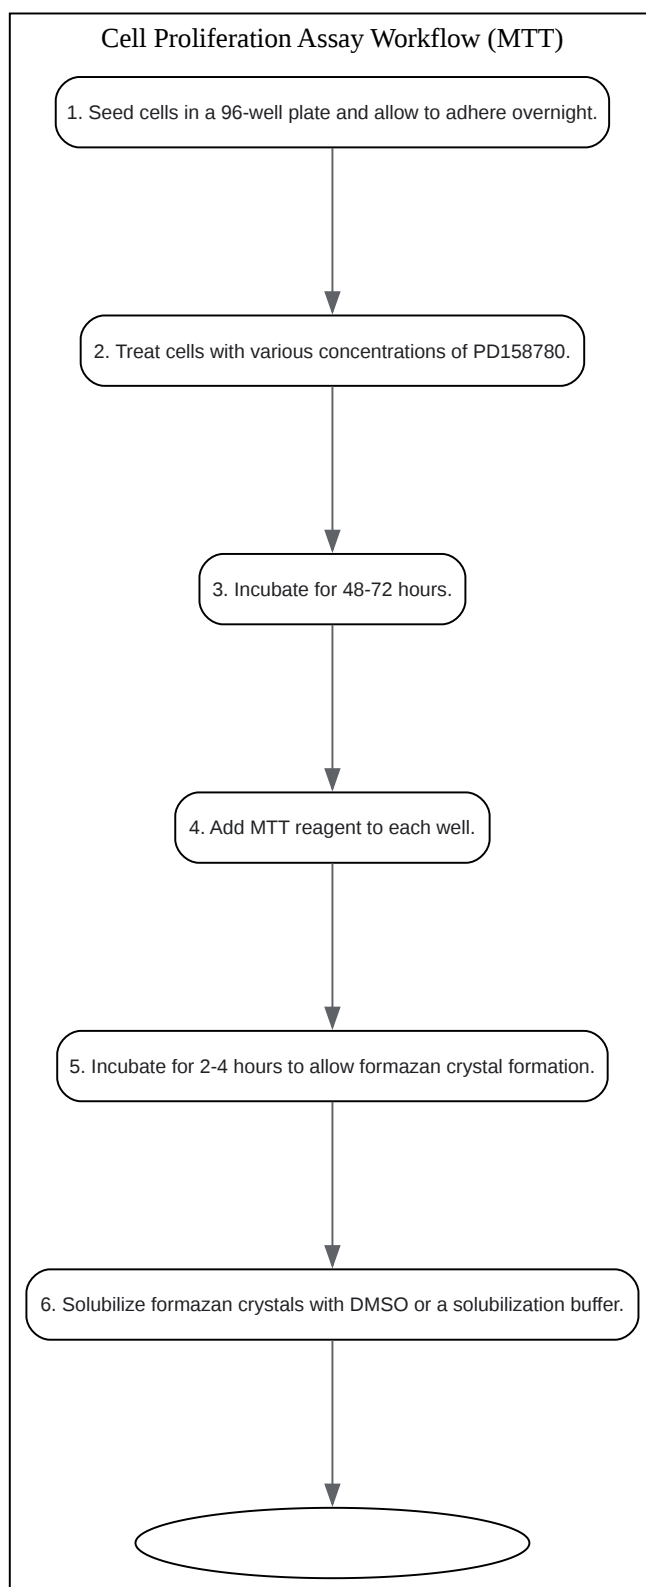 Cell Proliferation Assay Workflow (MTT)
1. Seed cells in a 96-well plate and allow to adhere overnight.
2. Treat cells with various concentrations of PD158780.
3. Incubate for 48-72 hours.
4. Add MTT reagent to each well.
5. Incubate for 2-4 hours to allow formazan crystal formation.
6. Solubilize formazan crystals with DMSO or a solubilization buffer.